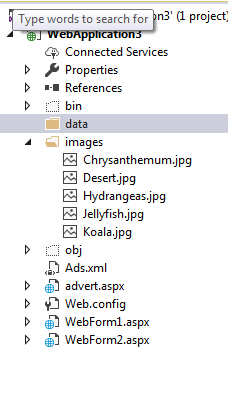 Type words to search for
on3' (1 project)
WebApplication3
Connected Services
Properties
References
bin
data
images
Chrysanthemum.jpg
Desert.jpg
Hydrangeas.jpg
Jellyfish.jpg
Koala.jpg
obj
Ads.xml
advert.aspx
Web.config
WebForm1.aspx
WebForm2.aspx